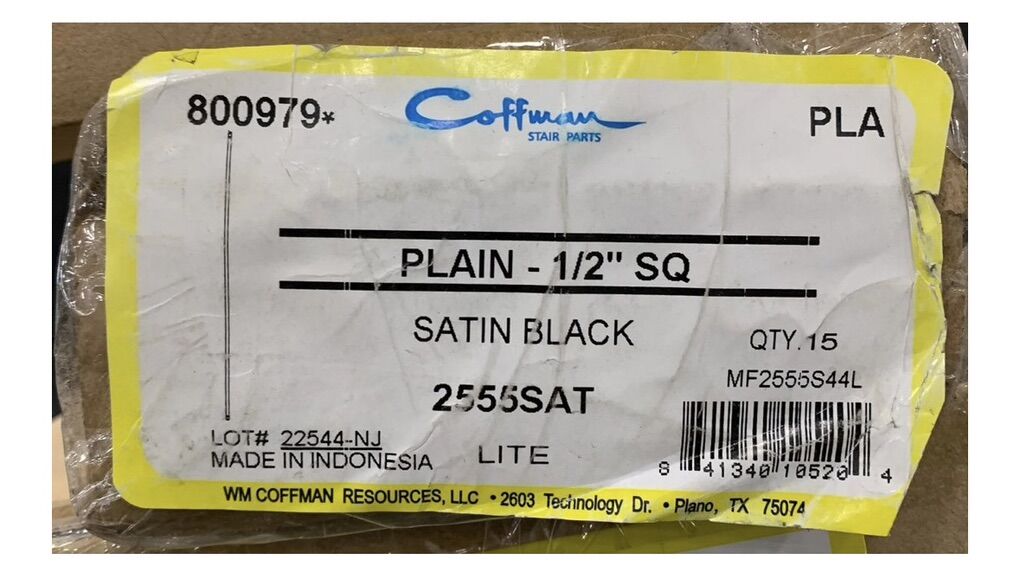 800979*
Coffman
STAIR PARTS
PLA
PLAIN - 1/2" SQ
SATIN BLACK
QTY.15
MF2555S44L
2555SAT
LOT# 22544-NJ
MADE IN INDONESIA
LITE
8 41340 10520 4
WM COFFMAN RESOURCES, LLC • 2603 Technology Dr. • Plano, TX 75074